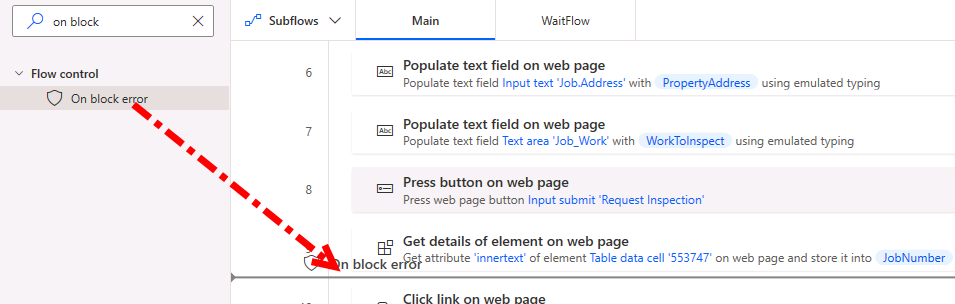 on block
Flow control
On block error
Subflows
Main
WaitFlow
6
Abc
Populate text field on web page
Populate text field Input text 'Job.Address' with PropertyAddress using emulated typing
7
Abc
Populate text field on web page
Populate text field Text area 'Job_Work' with WorkToInspect using emulated typing
8
Press button on web page
Press web page button Input submit 'Request Inspection'
Get details of element on web page
Get attribute 'innertext' of element Table data cell '553747' on web page and store it into JobNumber
On block error
Click link on web page